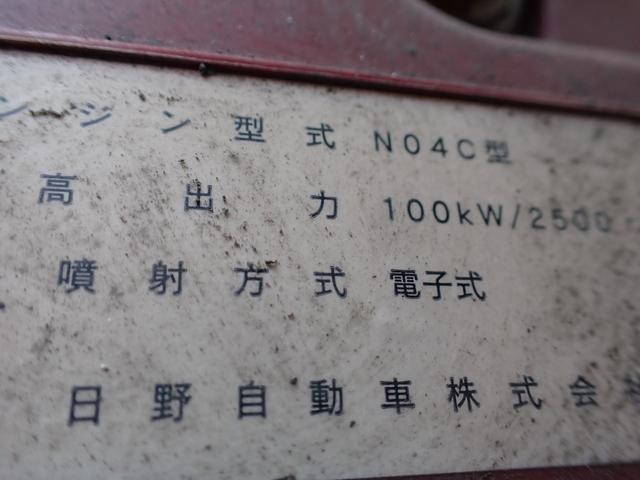 ンジン型式 N04C型
高出力 100kW/2500
噴射方式 電子式
日野自動車株式会